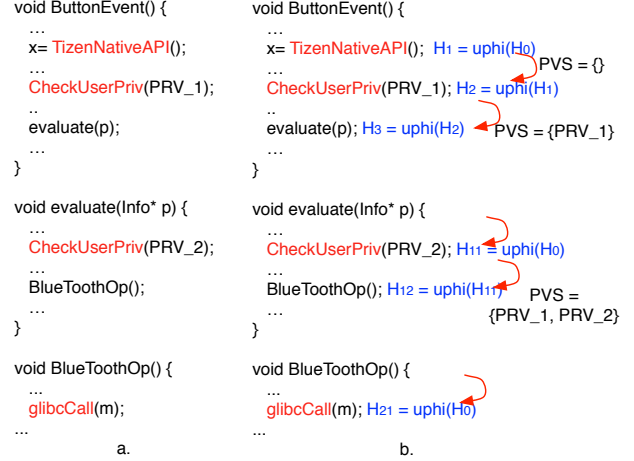 void ButtonEvent() {
...
x= TizenNativeAPI();
...
CheckUserPriv(PRV_1);
..
evaluate(p);
...
}
void evaluate(Info* p) {
...
CheckUserPriv(PRV_2);
...
BlueToothOp();
...
}
void BlueToothOp() {
...
glibcCall(m);
...
a.
void ButtonEvent() {
...
x= TizenNativeAPI(); H1 = uphi(H0)
... PVS = {}
CheckUserPriv(PRV_1); H2 = uphi(H1)
..
evaluate(p); H3 = uphi(H2) PVS = {PRV_1}
...
}
void evaluate(Info* p) {
...
CheckUserPriv(PRV_2); H11 = uphi(H0)
...
BlueToothOp(); H12 = uphi(H11) PVS =
... {PRV_1, PRV_2}
}
void BlueToothOp() {
...
glibcCall(m); H21 = uphi(H0)
...
b.